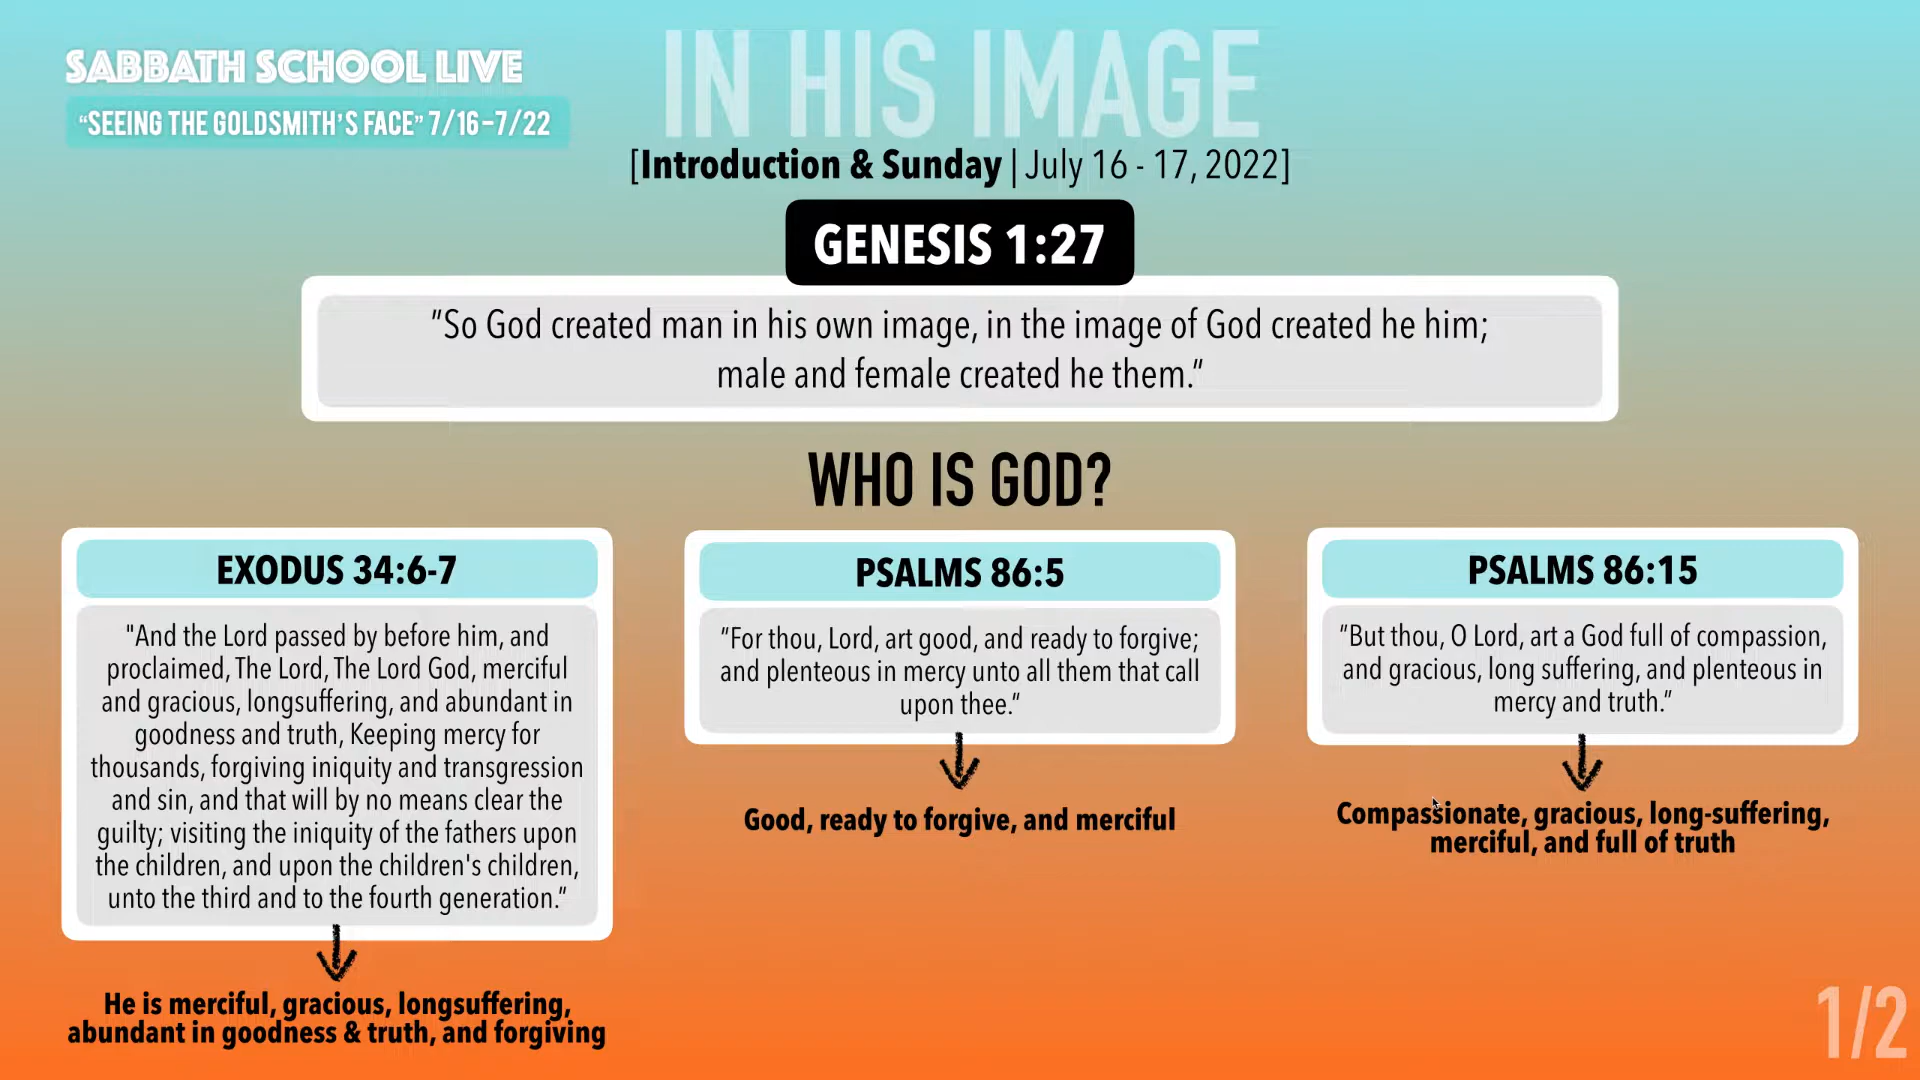 SABBATH SCHOOL LIVE
"SEEING THE GOLDSMITH'S FACE" 7/16-7/22
IN HIS IMAGE
[Introduction & Sunday | July 16 - 17, 2022]
GENESIS 1:27
"So God created man in his own image, in the image of God created he him;
male and female created he them."
WHO IS GOD?
EXODUS 34:6-7
"And the Lord passed by before him, and
proclaimed, The Lord, The Lord God, merciful
and gracious, longsuffering, and abundant in
goodness and truth, Keeping mercy for
thousands, forgiving iniquity and transgression
and sin, and that will by no means clear the
guilty; visiting the iniquity of the fathers upon
the children, and upon the children's children,
unto the third and to the fourth generation."
He is merciful, gracious, longsuffering,
abundant in goodness & truth, and forgiving
PSALMS 86:5
"For thou, Lord, art good, and ready to forgive;
and plenteous in mercy unto all them that call
upon thee."
Good, ready to forgive, and merciful
PSALMS 86:15
"But thou, O Lord, art a God full of compassion,
and gracious, long suffering, and plenteous in
mercy and truth."
Compassionate, gracious, long-suffering,
merciful, and full of truth
1/2